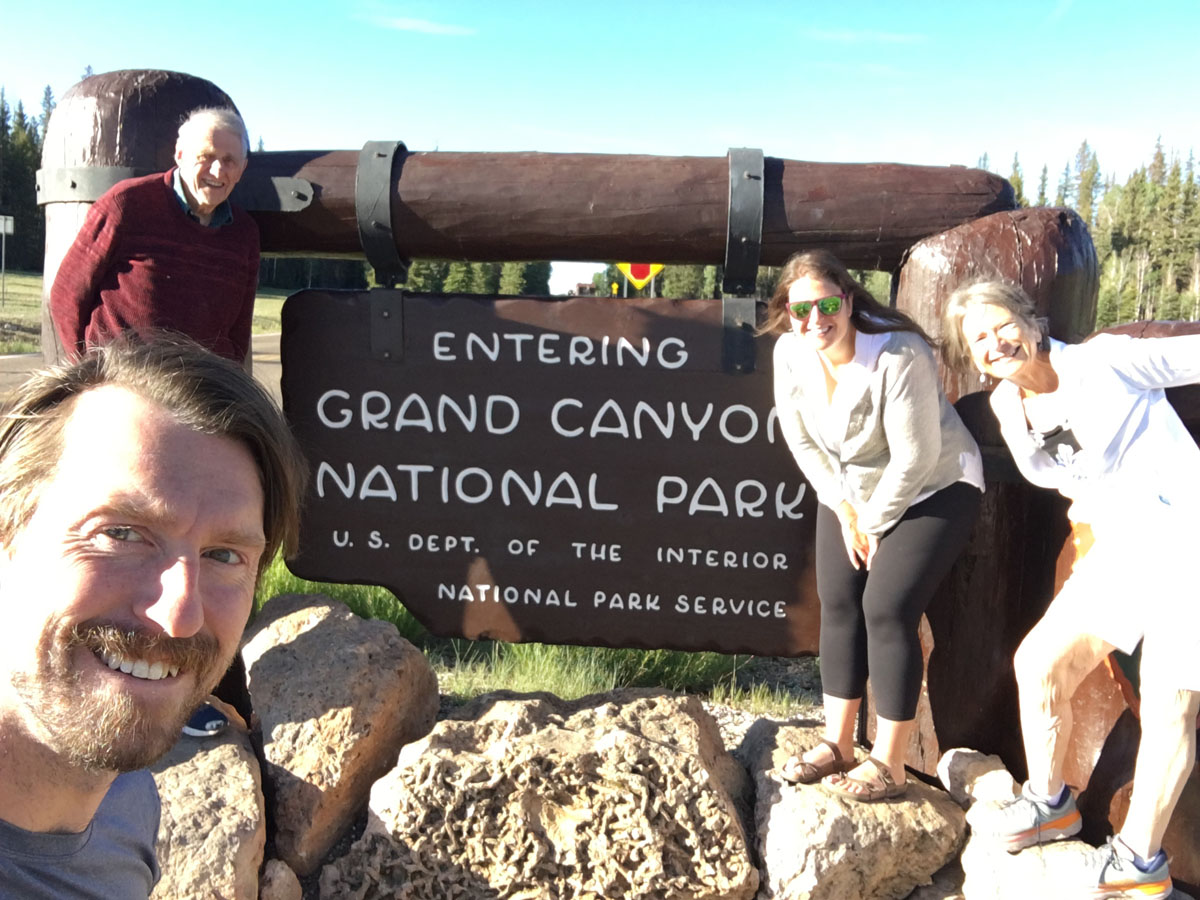 ENTERING
GRAND CANYON
NATIONAL PARK
U. S. DEPT. OF THE INTERIOR
NATIONAL PARK SERVICE